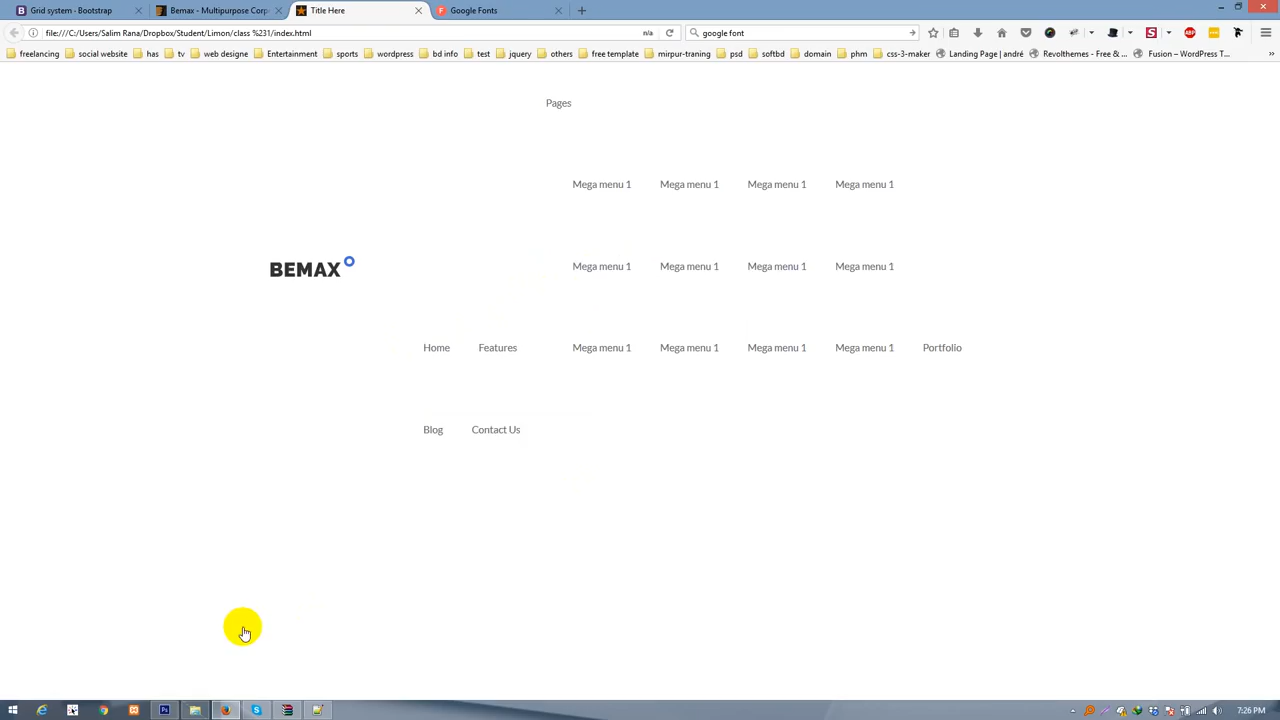 Grid system · Bootstrap
Bemax - Multipurpose Corp
Title Here
Google Fonts
file:///C:/Users/Salim Rana/Dropbox/Student/Limon/class %231/index.html
n/a
google font
freelancing
social website
has
tv
web designe
Entertainment
sports
wordpress
bd info
test
jquery
others
free template
mirpur-traning
psd
softbd
domain
phm
css-3-maker
Landing Page | andré
Revolthemes - Free & ...
Fusion – WordPress T...
Pages
Mega menu 1 Mega menu 1 Mega menu 1 Mega menu 1
BEMAX
Mega menu 1 Mega menu 1 Mega menu 1 Mega menu 1
Home Features Mega menu 1 Mega menu 1 Mega menu 1 Mega menu 1 Portfolio
Blog Contact Us
7:26 PM